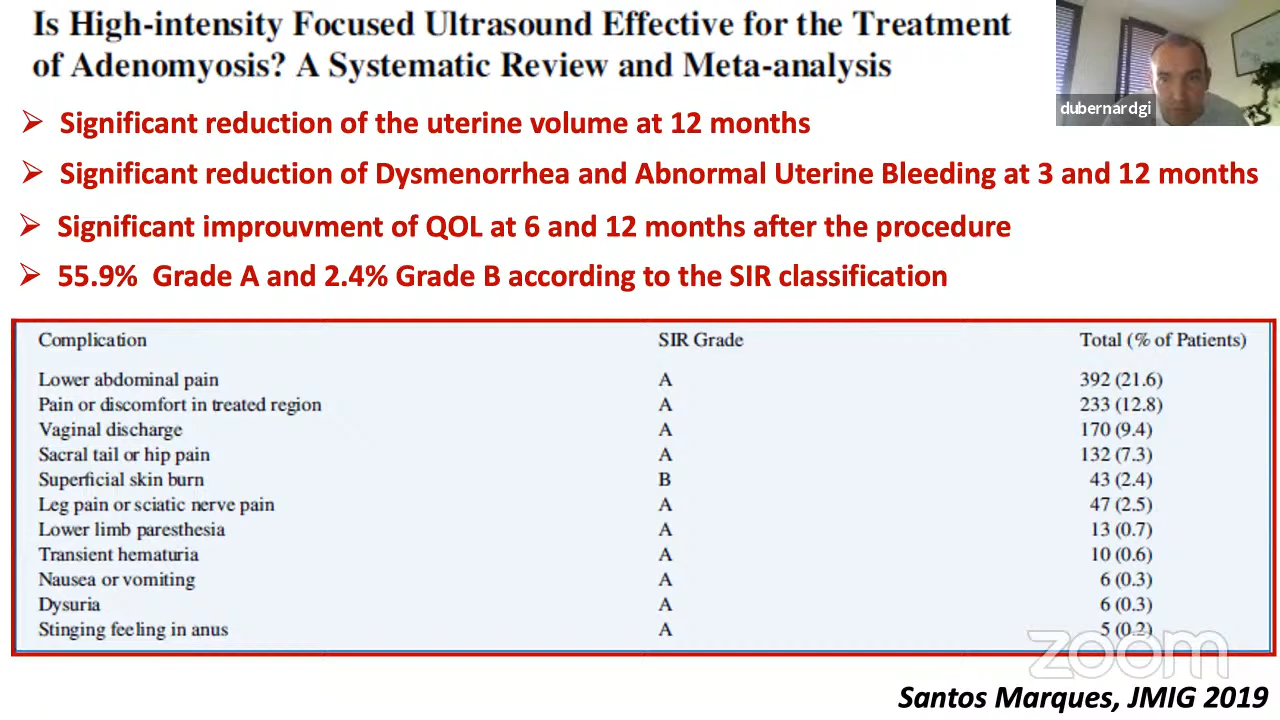 Is High-intensity Focused Ultrasound Effective for the Treatment
of Adenomyosis? A Systematic Review and Meta-analysis
dubernardgi
Significant reduction of the uterine volume at 12 months
Significant reduction of Dysmenorrhea and Abnormal Uterine Bleeding at 3 and 12 months
Significant improuvment of QOL at 6 and 12 months after the procedure
55.9% Grade A and 2.4% Grade B according to the SIR classification
Complication SIR Grade Total (% of Patients)
Lower abdominal pain A 392 (21.6)
Pain or discomfort in treated region A 233 (12.8)
Vaginal discharge A 170 (9.4)
Sacral tail or hip pain A 132 (7.3)
Superficial skin burn B 43 (2.4)
Leg pain or sciatic nerve pain A 47 (2.5)
Lower limb paresthesia A 13 (0.7)
Transient hematuria A 10 (0.6)
Nausea or vomiting A 6 (0.3)
Dysuria A 6 (0.3)
Stinging feeling in anus A 5 (0.2)
zoom
Santos Marques, JMIG 2019